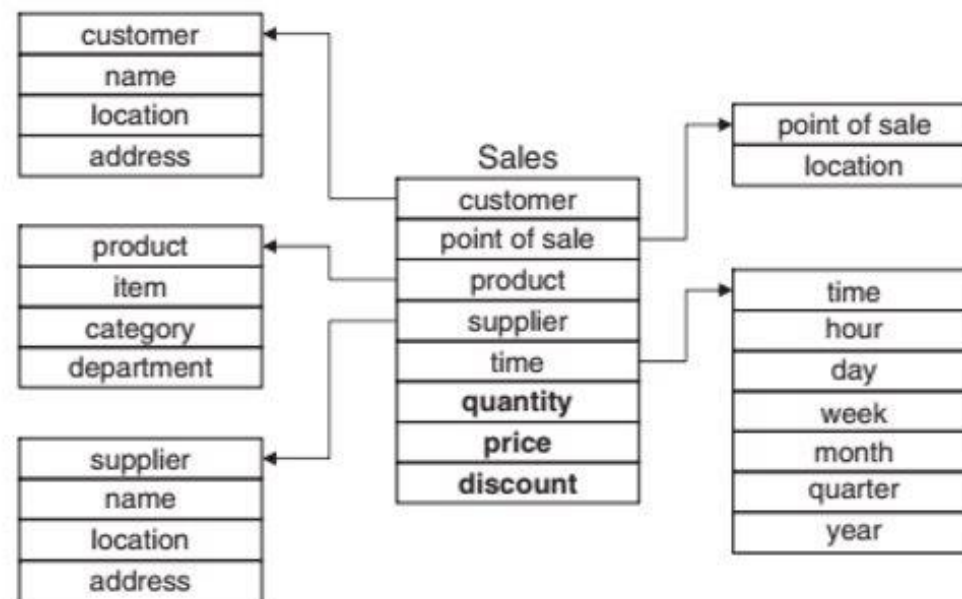 customer
name
location
address
product
item
category
department
supplier
name
location
address
Sales
customer
point of sale
product
supplier
time
quantity
price
discount
point of sale
location
time
hour
day
week
month
quarter
year